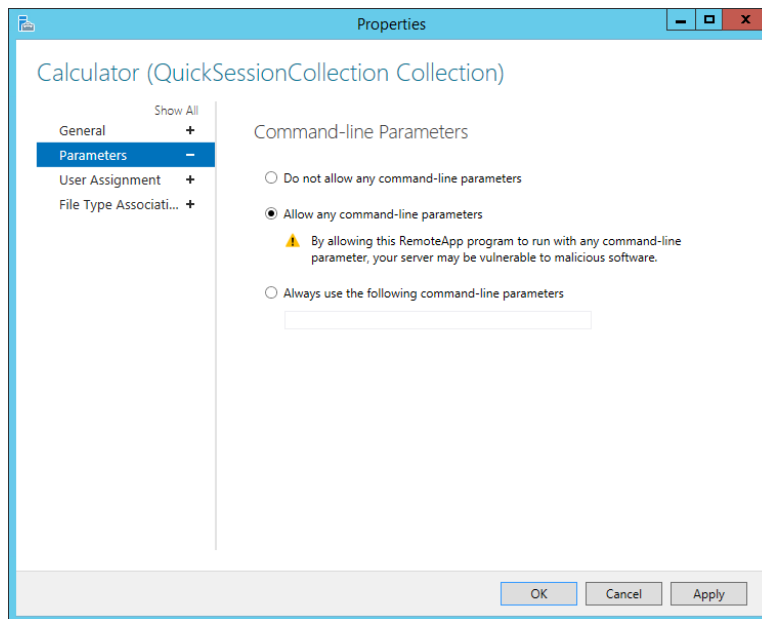 Properties
Calculator (QuickSessionCollection Collection)
Show All
General +
Parameters –
User Assignment +
File Type Associati... +
Command-line Parameters
Do not allow any command-line parameters
Allow any command-line parameters
By allowing this RemoteApp program to run with any command-line
parameter, your server may be vulnerable to malicious software.
Always use the following command-line parameters
OK Cancel Apply